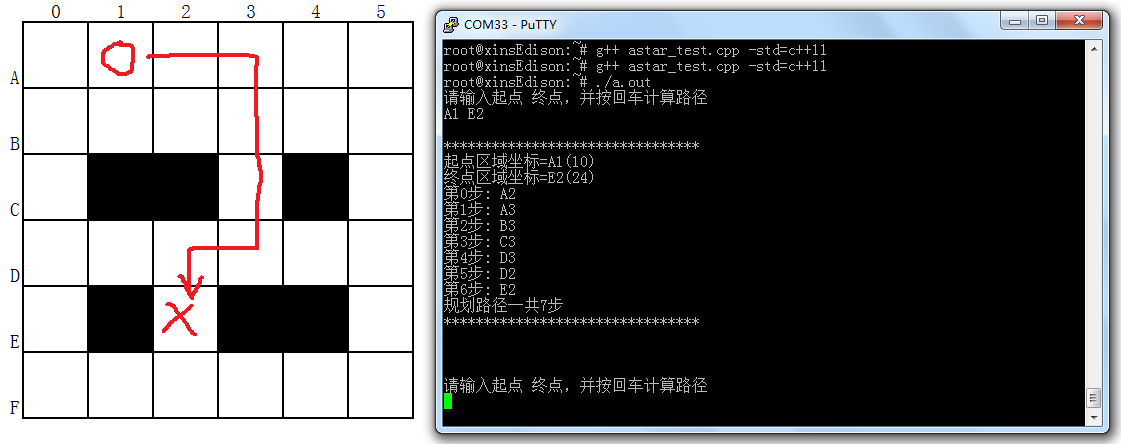 0 1 2 3 4 5
A
B
C
D
E
F
COM33 - PuTTY
root@xinsEdison:~# g++ astar_test.cpp -std=c++11
root@xinsEdison:~# g++ astar_test.cpp -std=c++11
root@xinsEdison:~# ./a.out
请输入起点 终点，并按回车计算路径
A1 E2
********************************
起点区域坐标=A1(10)
终点区域坐标=E2(24)
第0步: A2
第1步: A3
第2步: B3
第3步: C3
第4步: D3
第5步: D2
第6步: E2
规划路径一共7步
********************************
请输入起点 终点，并按回车计算路径